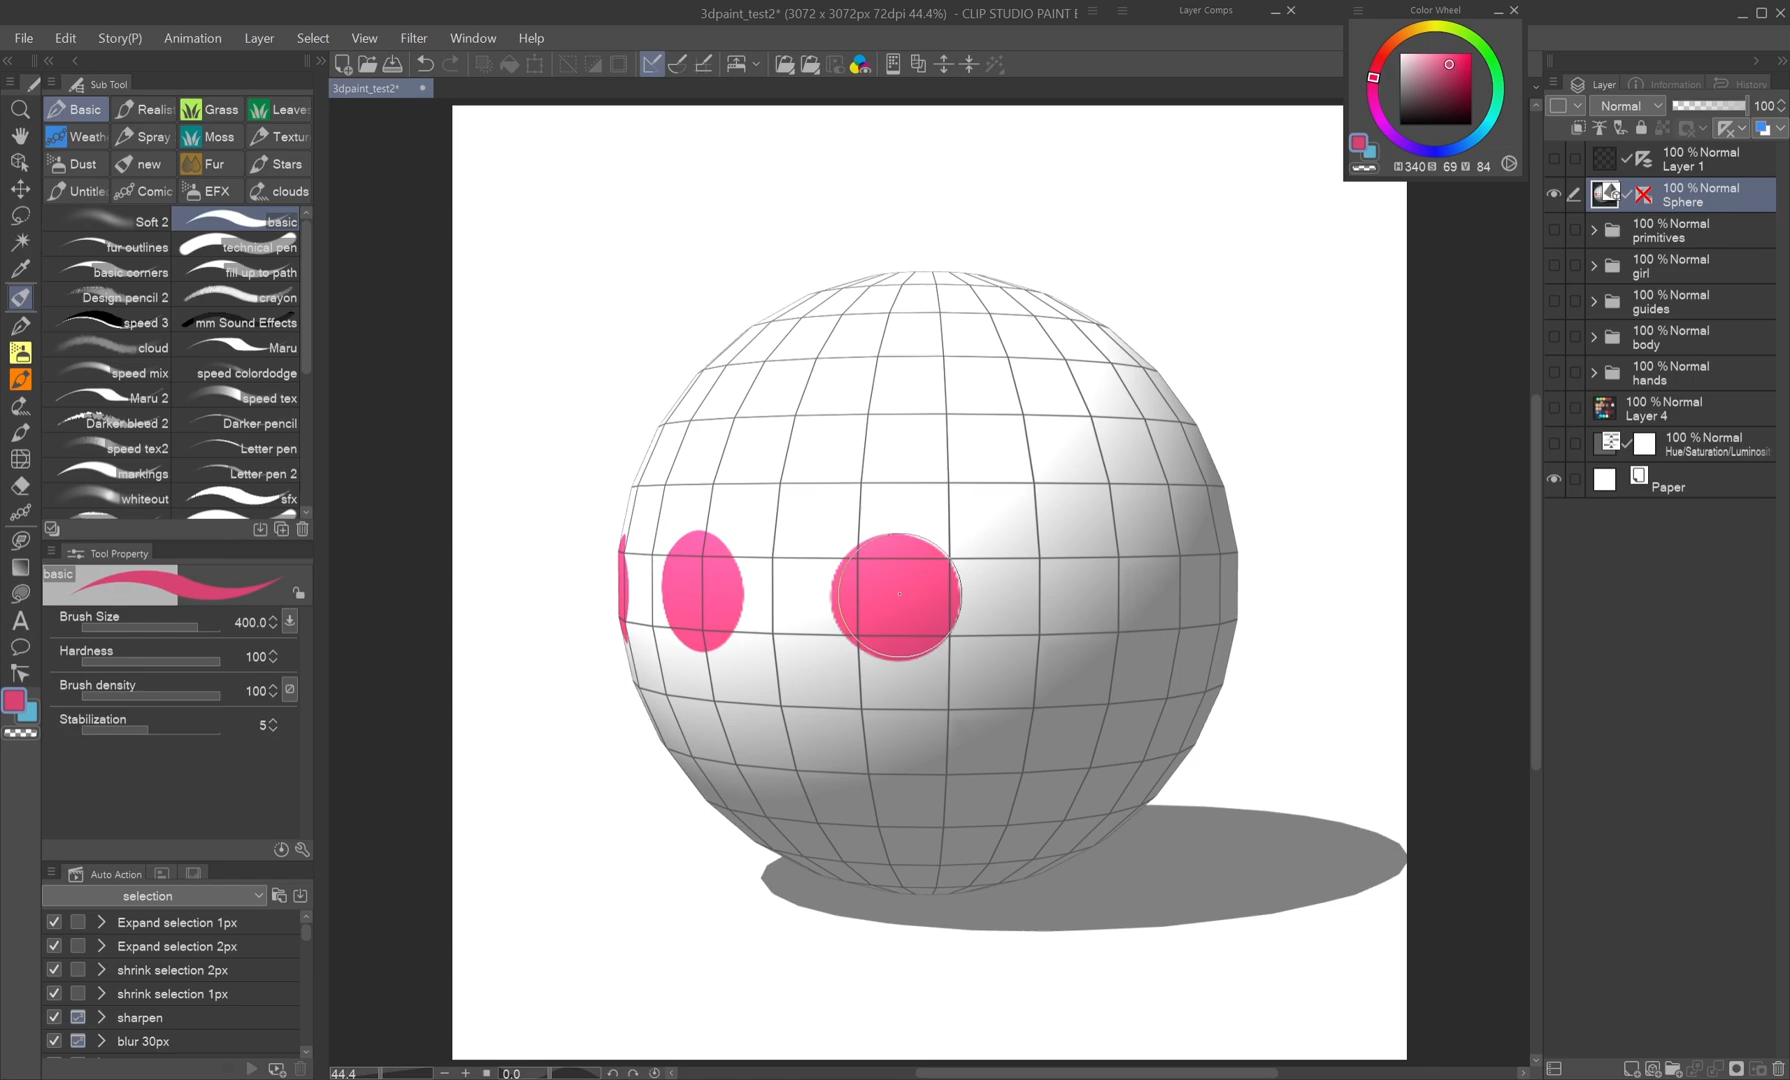 3dpaint_test2* (3072 x 3072px 72dpi 44.4%) - CLIP STUDIO PAINT E
Layer Comps
Color Wheel
File Edit Story(P) Animation Layer Select View Filter Window Help
Sub Tool
3dpaint_test2*
Layer Information History
Basic Realist Grass Leaves
Normal 100
Weath Spray Moss Textur
Dust new Fur Stars
Untitle Comic EFX clouds
H 340 S 69 V 84
100 % Normal
Layer 1
100 % Normal
Sphere
100 % Normal
primitives
100 % Normal
girl
100 % Normal
guides
100 % Normal
body
100 % Normal
hands
100 % Normal
Layer 4
100 % Normal
Hue/Saturation/Luminosit
Paper
Soft 2 basic
fur outlines technical pen
basic corners fill up to path
Design pencil 2 crayon
speed 3 mm Sound Effects
cloud Maru
speed mix speed colordodge
Maru 2 speed tex
Darker bleed 2 Darker pencil
speed tex2 Letter pen
markings Letter pen 2
whiteout sfx
Tool Property
basic
Brush Size 400.0
Hardness 100
Brush density 100
Stabilization 5
Auto Action
selection
Expand selection 1px
Expand selection 2px
shrink selection 2px
shrink selection 1px
sharpen
blur 30px
44.4 0.0